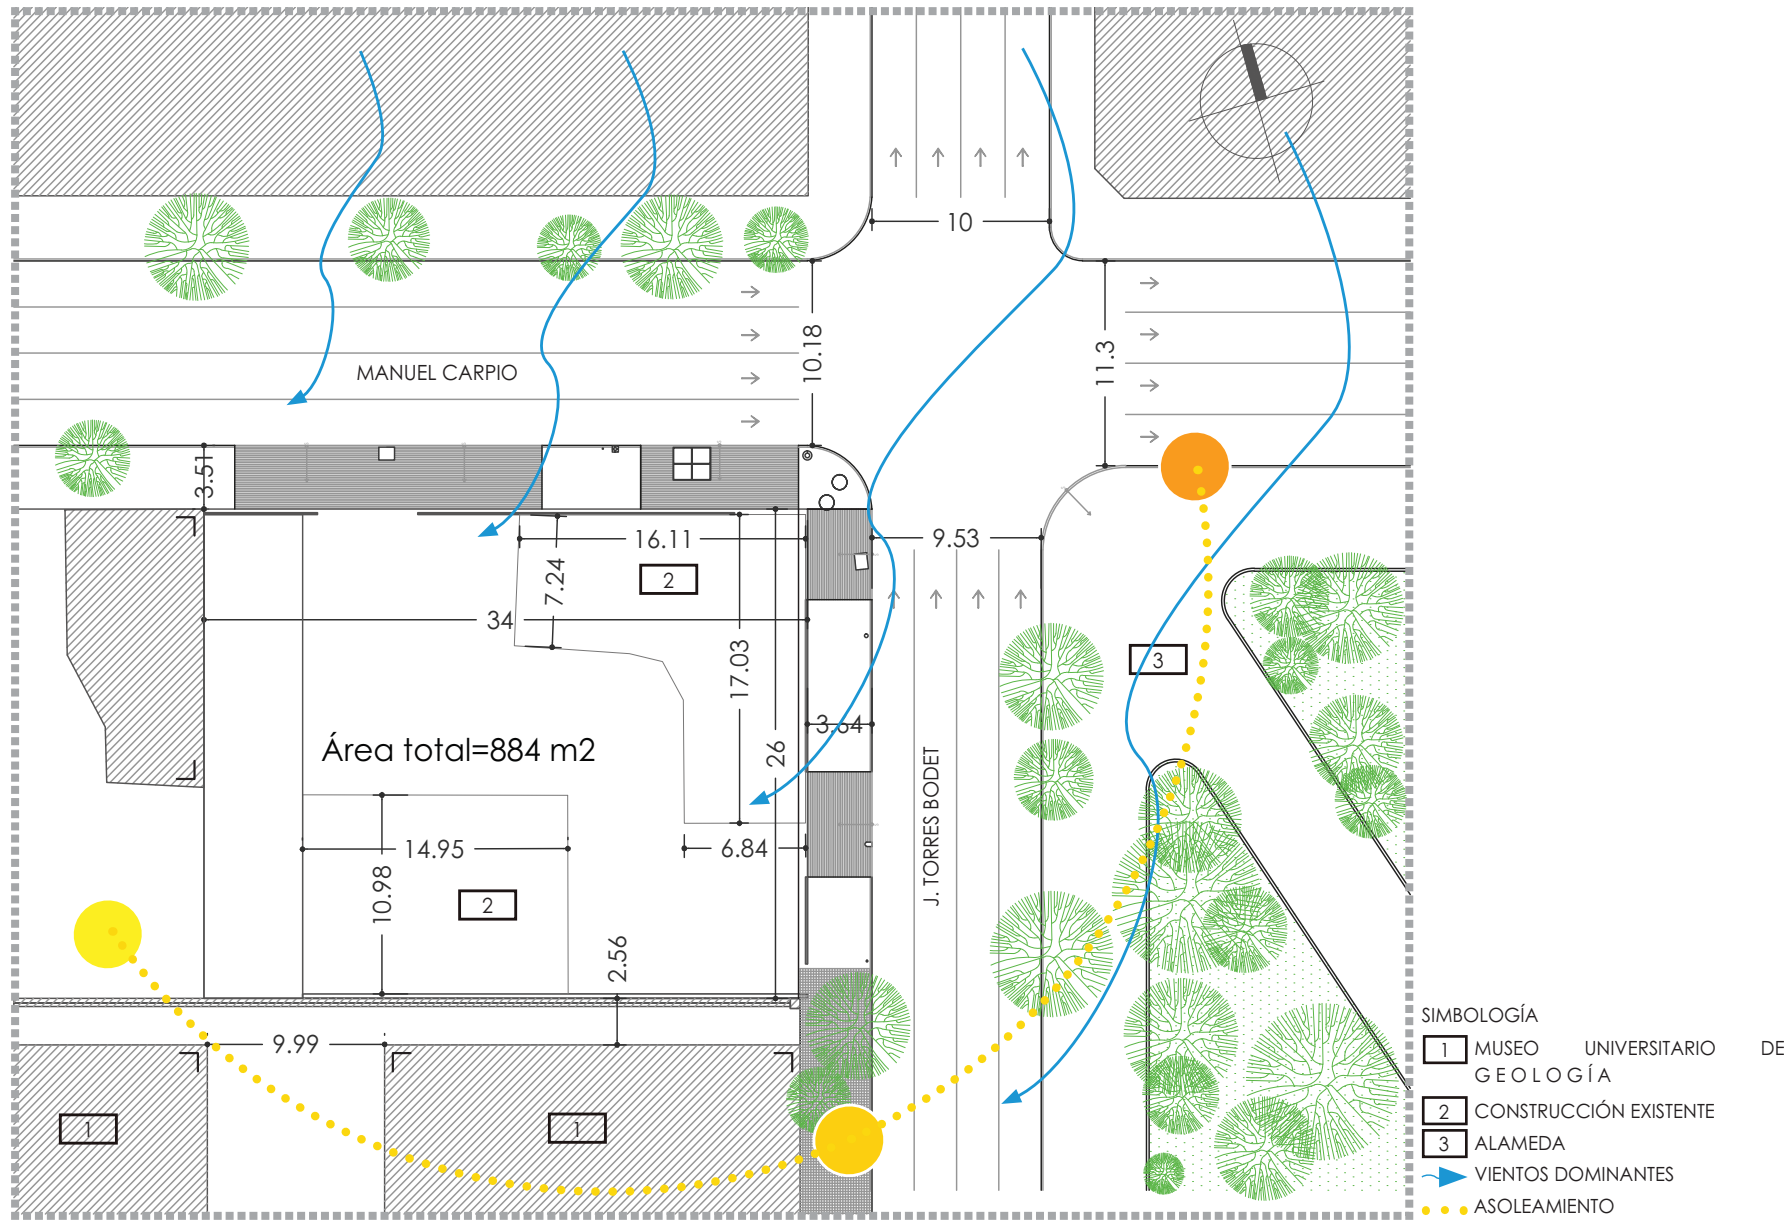 10
10.18
11.3
MANUEL CARPIO
3.51
16.11
9.53
7.24
2
34
17.03
3
3.64
Área total=884 m2
26
J. TORRES BODET
14.95
6.84
10.98
2
2.56
9.99
1
1
SIMBOLOGÍA
1 MUSEO UNIVERSITARIO DE
GEOLOGÍA
2 CONSTRUCCIÓN EXISTENTE
3 ALAMEDA
VIENTOS DOMINANTES
ASOLEAMIENTO